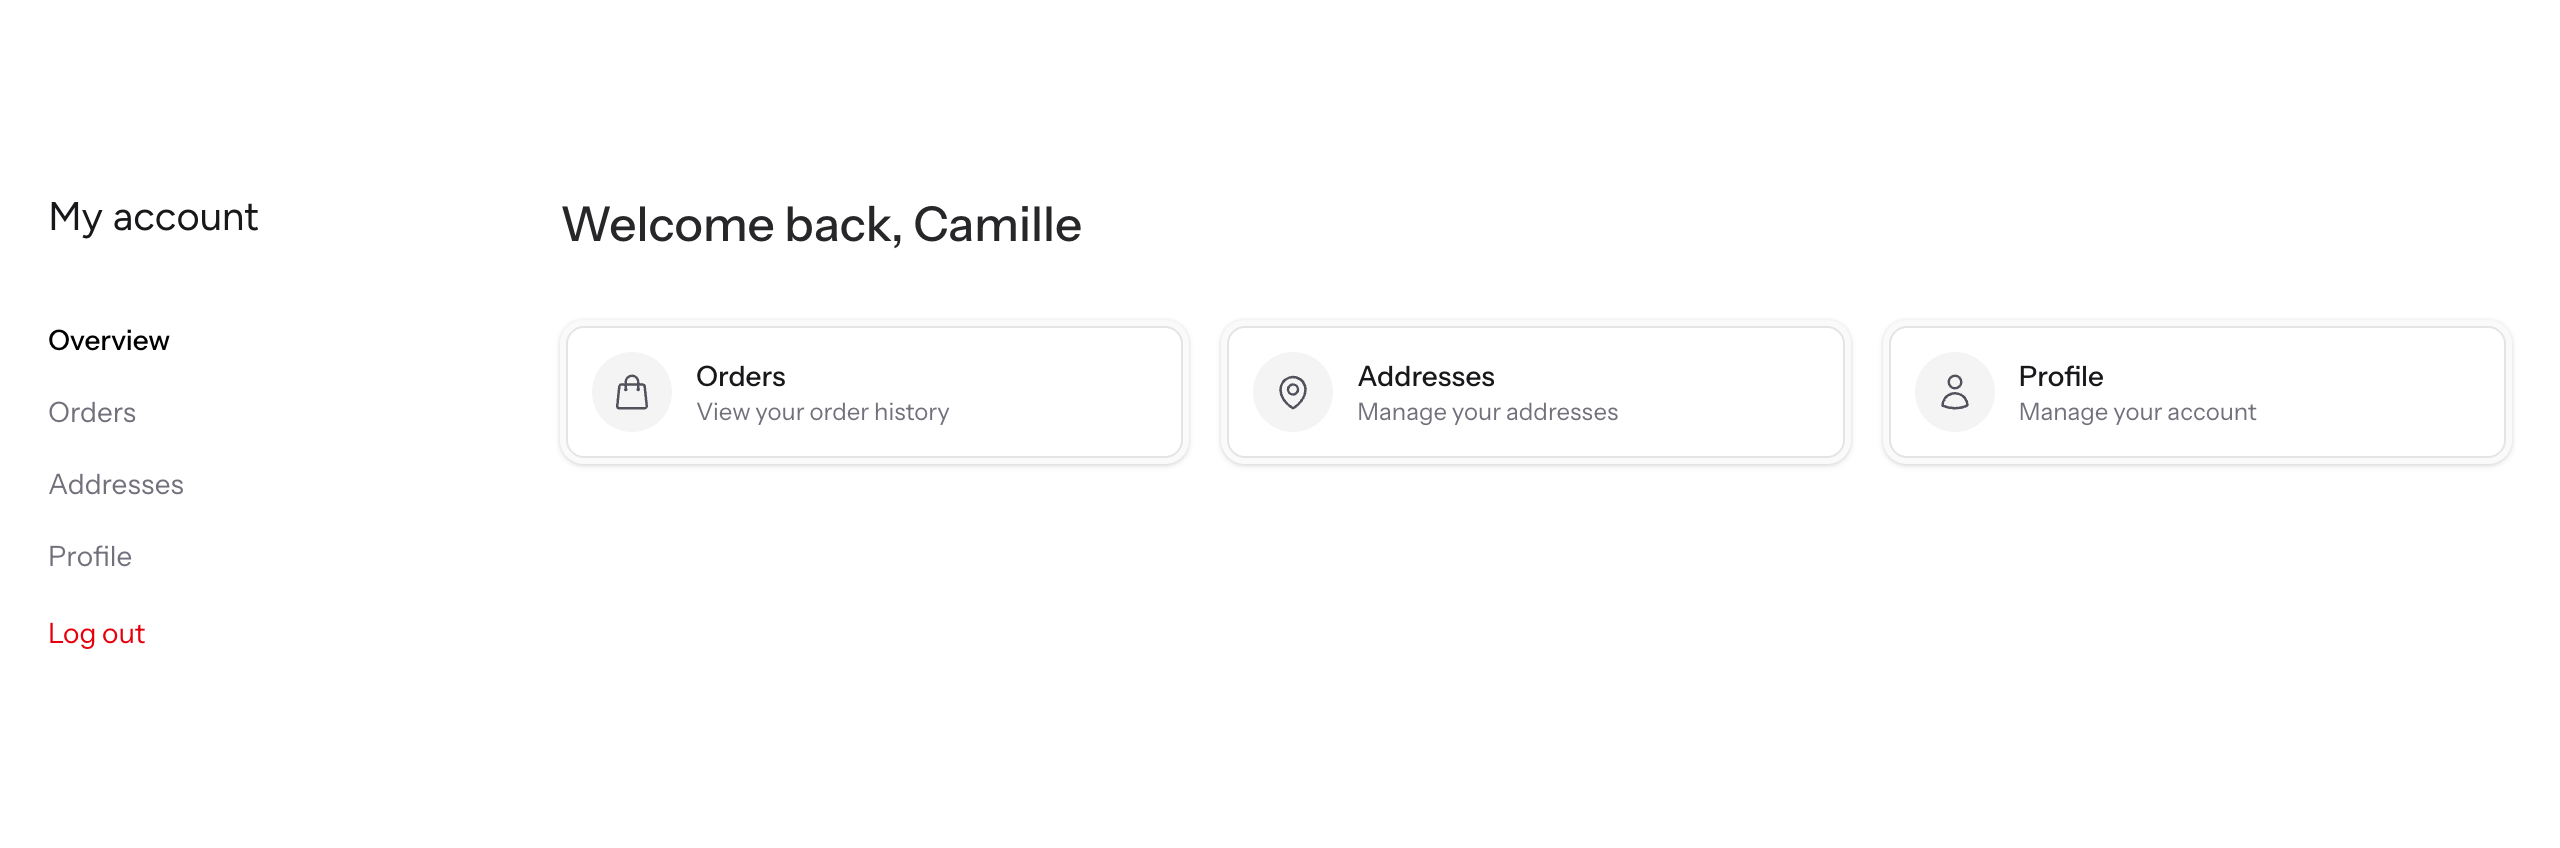 My account
Overview
Orders
Addresses
Profile
Log out
Welcome back, Camille
Orders
View your order history
Addresses
Manage your addresses
Profile
Manage your account